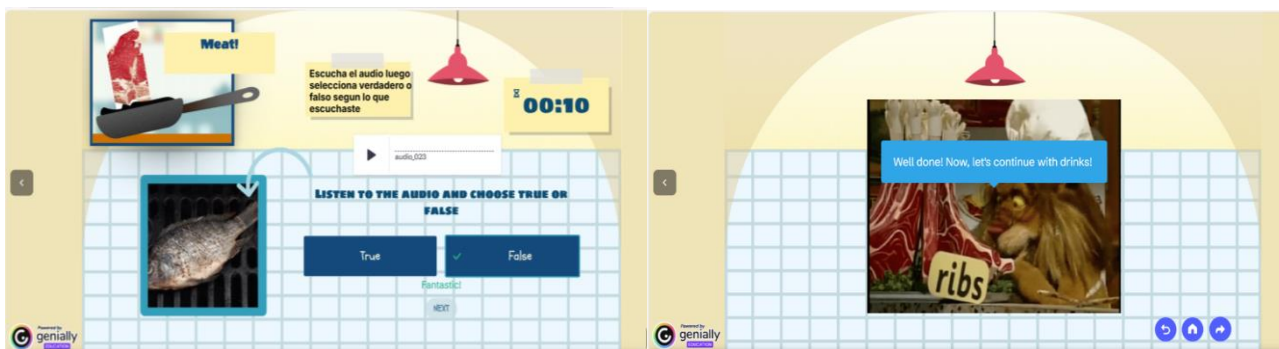 Meat!
Escucha el audio luego
selecciona verdadero o
falso segun lo que
escuchaste
00:10
audio_023
LISTEN TO THE AUDIO AND CHOOSE TRUE OR
FALSE
True
False
Fantastic!
NEXT
Powered by
genially
EDUCATION
Well done! Now, let's continue with drinks!
ribs
Powered by
genially
EDUCATION